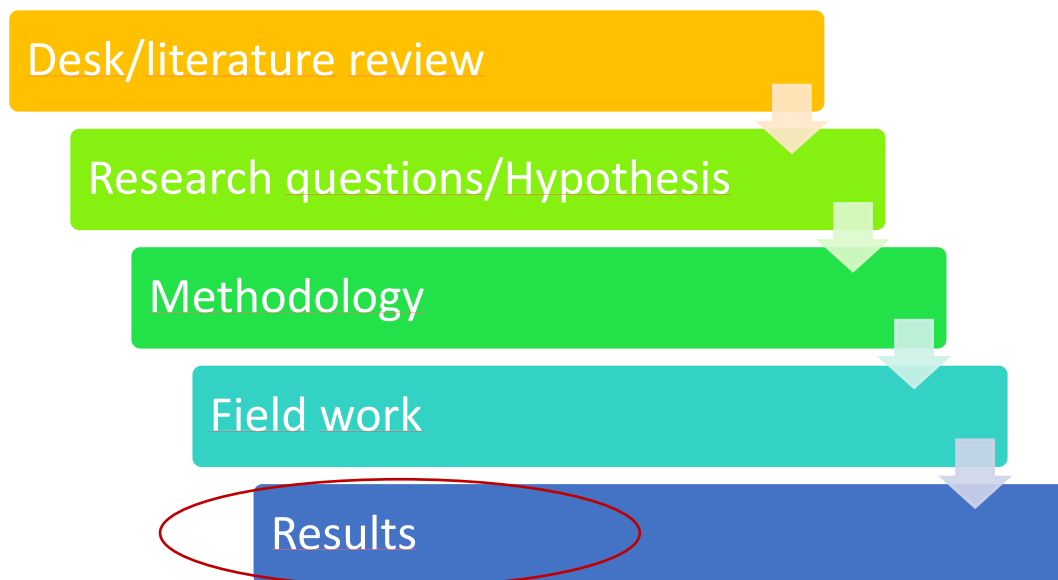 Desk/literature review
Research questions/Hypothesis
Methodology
Field work
Results